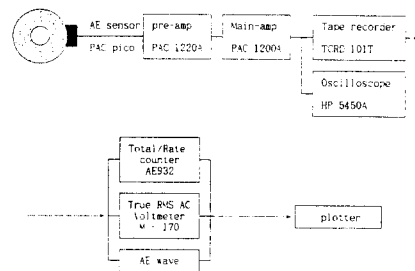 AE sensor
PAC pico
pre-amp
PAC 1220A
Main-amp
PAC 1200A
Tape recorder
TCRD 101T
Oscilloscope
HP 5450A
Total/Rate
counter
AE932
True RMS AC
Voltmeter
M - 170
AE wave
plotter